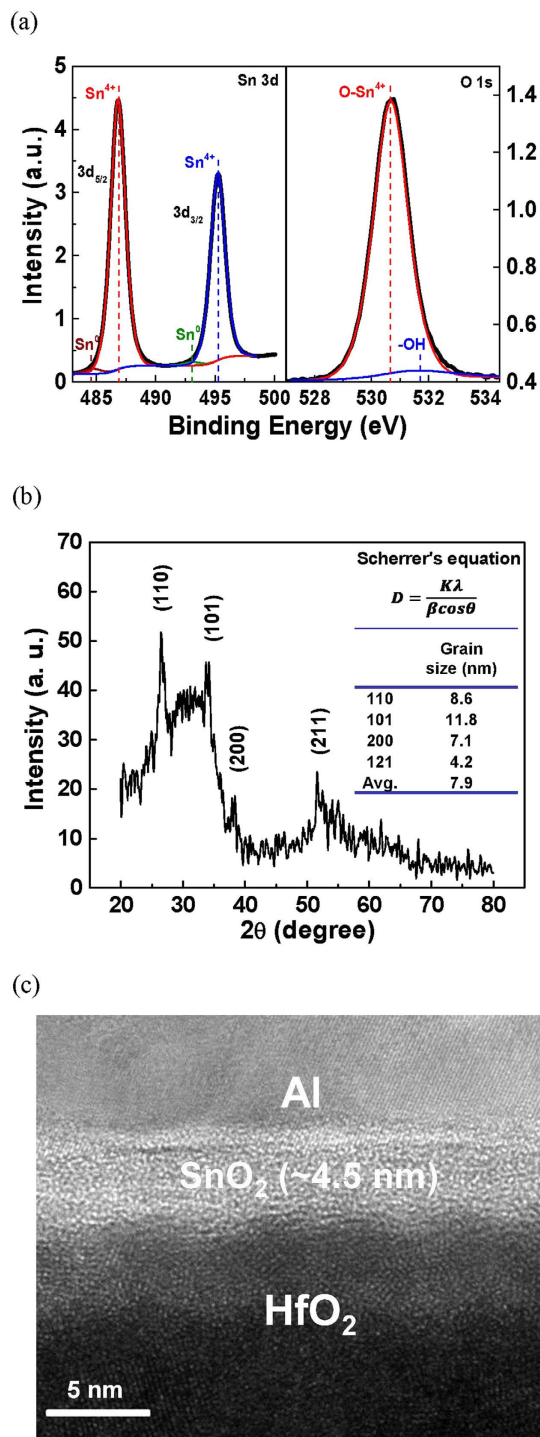 (a)
Sn 3d
O 1s
Sn⁴⁺
O-Sn⁴⁺
Sn⁴⁺
3d₅/₂
3d₃/₂
Sn⁰
Sn⁰
-OH
5
4
3
2
1
0
1.4
1.2
1.0
0.8
0.6
0.4
485 490 495 500 528 530 532 534
Intensity (a.u.)
Binding Energy (eV)
(b)
70
60
50
40
30
20
10
0
Intensity (a. u.)
(110)
(101)
(200)
(211)
Scherrer's equation
D = Kλ / βcosθ
Grain
size (nm)
110 8.6
101 11.8
200 7.1
121 4.2
Avg. 7.9
20 30 40 50 60 70 80
2θ (degree)
(c)
Al
SnO₂ (~4.5 nm)
HfO₂
5 nm